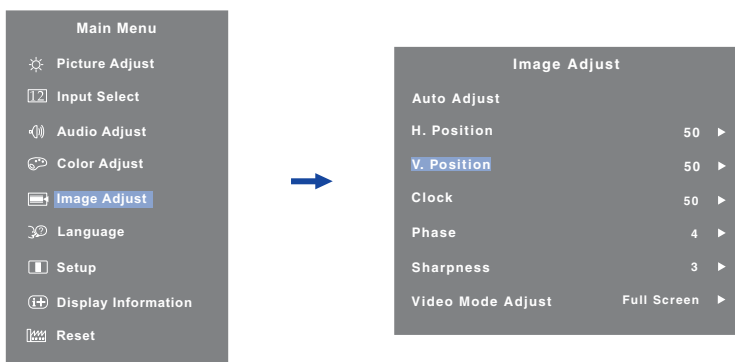 Main Menu
Picture Adjust
12 Input Select
Audio Adjust
Color Adjust
Image Adjust
? Language
Setup
i+ Display Information
Reset
Image Adjust
Auto Adjust
H. Position 50
V. Position 50
Clock 50
Phase 4
Sharpness 3
Video Mode Adjust Full Screen